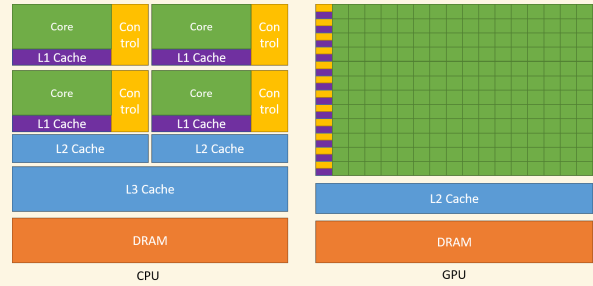 Core
Con
trol
L1 Cache
Core
Con
trol
L1 Cache
Core
Con
trol
L1 Cache
Core
Con
trol
L1 Cache
L2 Cache
L2 Cache
L3 Cache
DRAM
CPU
L2 Cache
DRAM
GPU